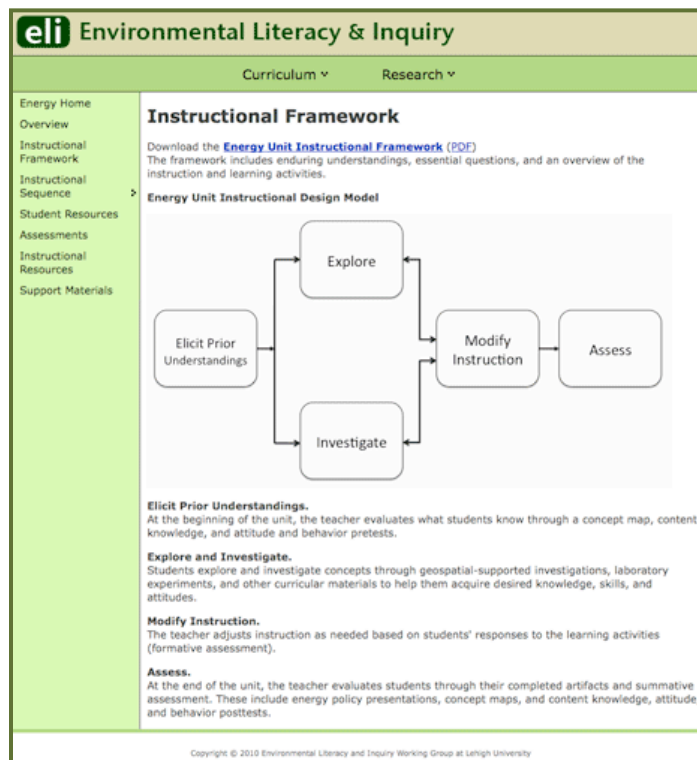 eli Environmental Literacy & Inquiry
Curriculum Research
Energy Home
Overview
Instructional
Framework
Instructional
Sequence
Student Resources
Assessments
Instructional
Resources
Support Materials
Instructional Framework
Download the Energy Unit Instructional Framework (PDF)
The framework includes enduring understandings, essential questions, and an overview of the
instruction and learning activities.
Energy Unit Instructional Design Model
Explore
Elicit Prior
Understandings
Modify
Instruction
Assess
Investigate
Elicit Prior Understandings.
At the beginning of the unit, the teacher evaluates what students know through a concept map, content
knowledge, and attitude and behavior pretests.
Explore and Investigate.
Students explore and investigate concepts through geospatial-supported investigations, laboratory
experiments, and other curricular materials to help them acquire desired knowledge, skills, and
attitudes.
Modify Instruction.
The teacher adjusts instruction as needed based on students' responses to the learning activities
(formative assessment).
Assess.
At the end of the unit, the teacher evaluates students through their completed artifacts and summative
assessment. These include energy policy presentations, concept maps, and content knowledge, attitude
and behavior posttests.
Copyright © 2010 Environmental Literacy and Inquiry Working Group at Lehigh University